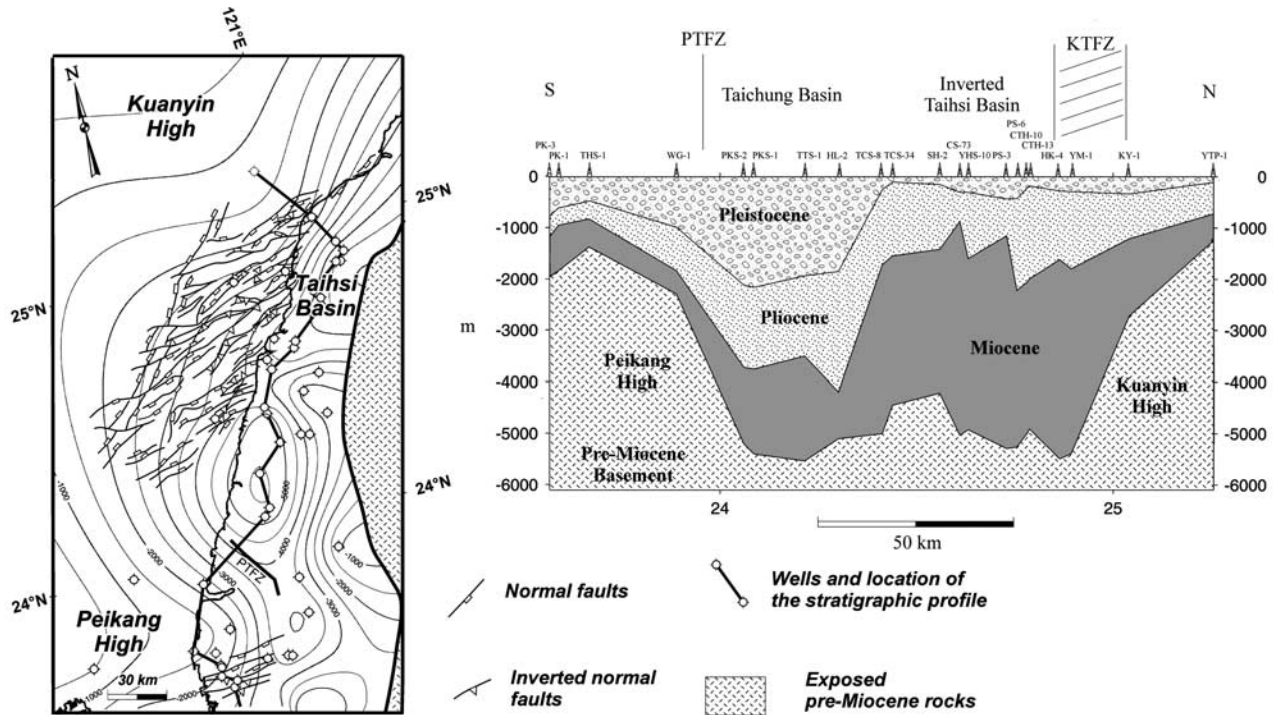 121°E
N
Kuanyin
High
25°N
25°N
Taihsi
Basin
24°N
24°N
-1000
-2000
-3000
-5000
-4000
-1000
-2000
-3000
PTFZ
Peikang
High
30 km
-1000
-2000
PTFZ
KTFZ
S
Taichung Basin
Inverted
Taihsi Basin
N
PS-6
PK-3
CS-73
CTH-10
CTH-13
PK-1
THS-1
WG-1
PKS-2
PKS-1
TTS-1
HL-2
TCS-8
TCS-34
SH-2
YHS-10
PS-3
HK-4
YM-1
KY-1
YTP-1
0
0
Pleistocene
-1000
-1000
-2000
-2000
Pliocene
m
-3000
-3000
Miocene
Peikang
High
Kuanyin
High
-4000
-4000
-5000
-5000
Pre-Miocene
Basement
-6000
-6000
24
25
50 km
Normal faults
Wells and location of
the stratigraphic profile
Inverted normal
faults
Exposed
pre-Miocene rocks